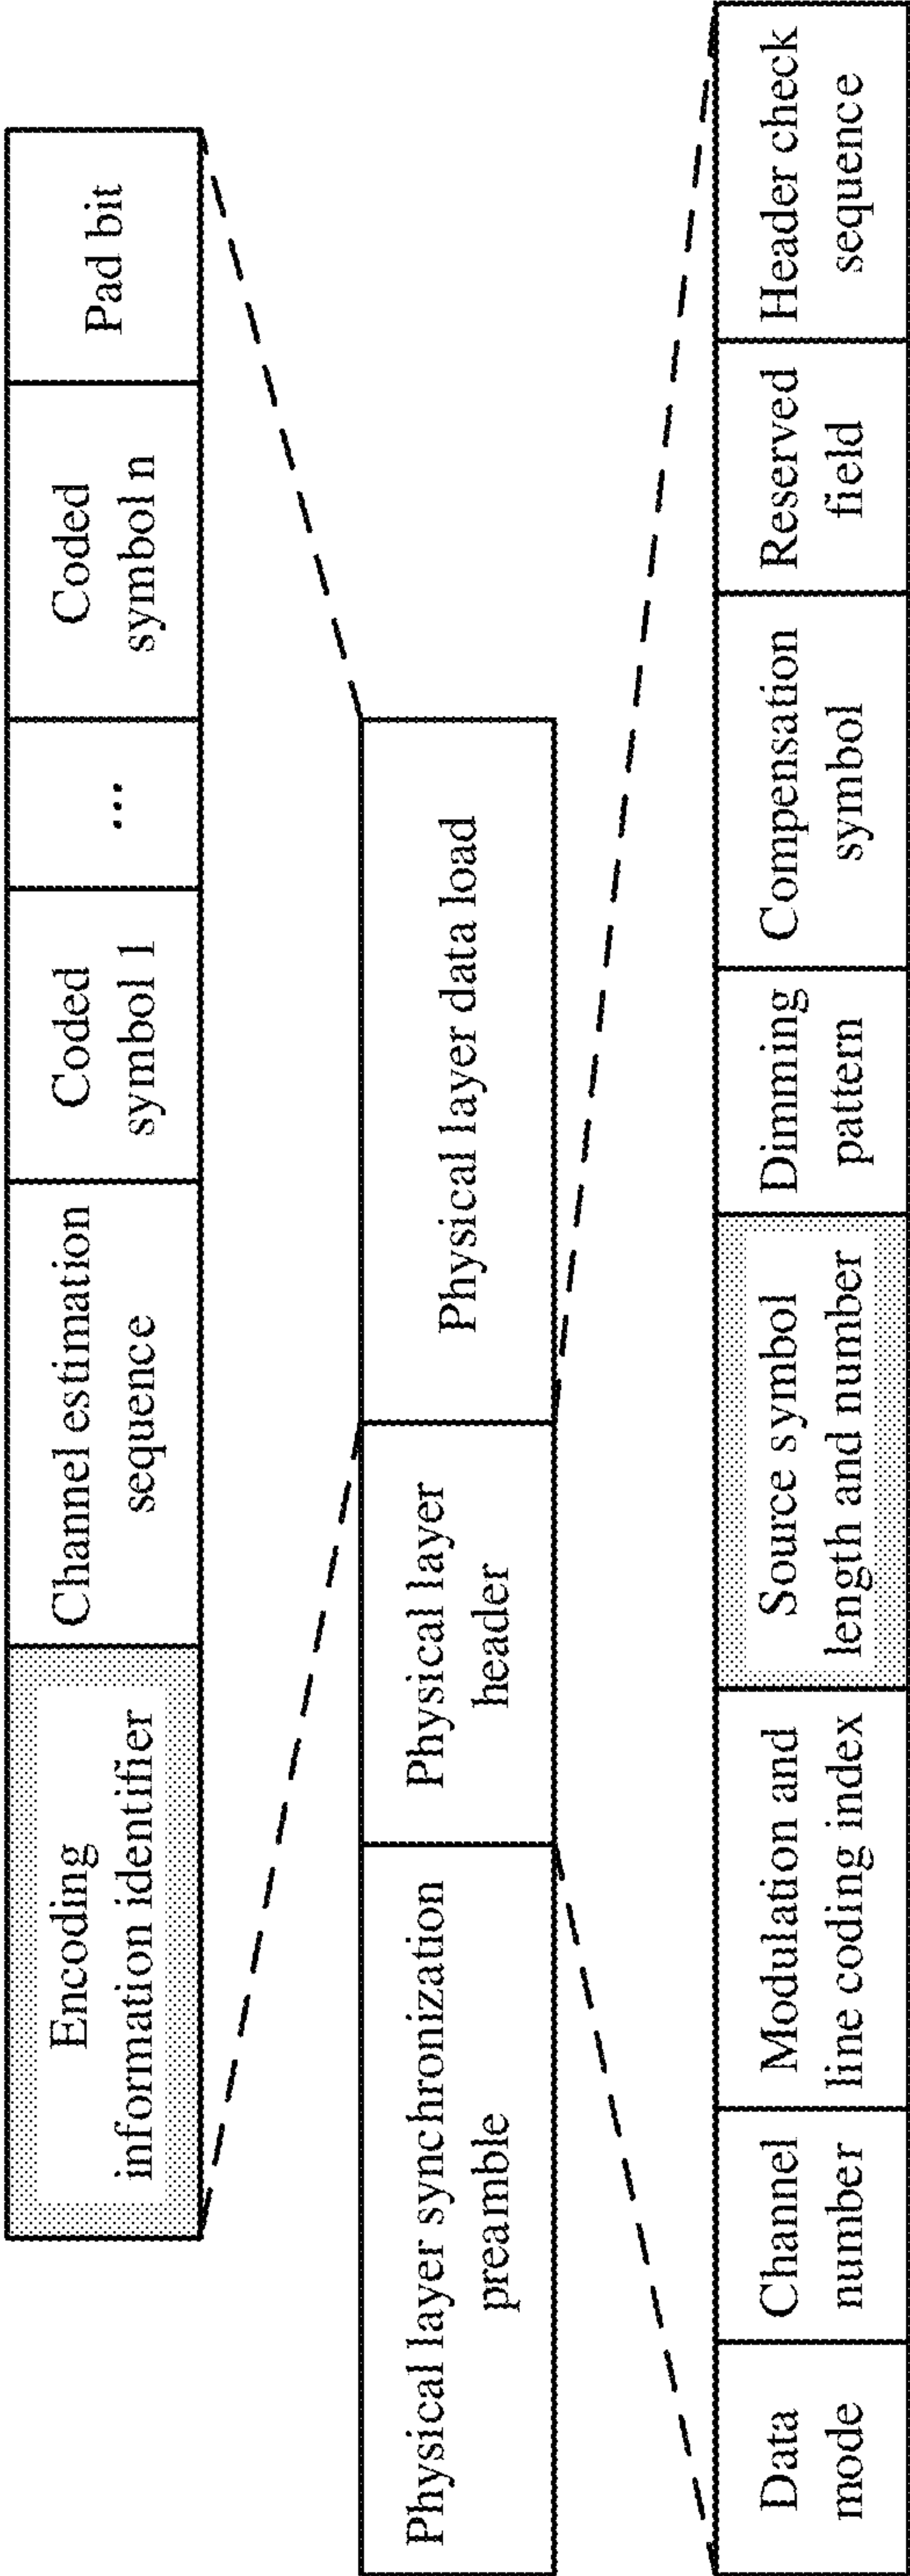 Encoding
information identifier
Channel estimation
sequence
Coded
symbol 1
...
Coded
symbol n
Pad bit
Physical layer synchronization
preamble
Physical layer
header
Physical layer data load
Data
mode
Channel
number
Modulation and
line coding index
Source symbol
length and number
Dimming
pattern
Compensation
symbol
Reserved
field
Header check
sequence